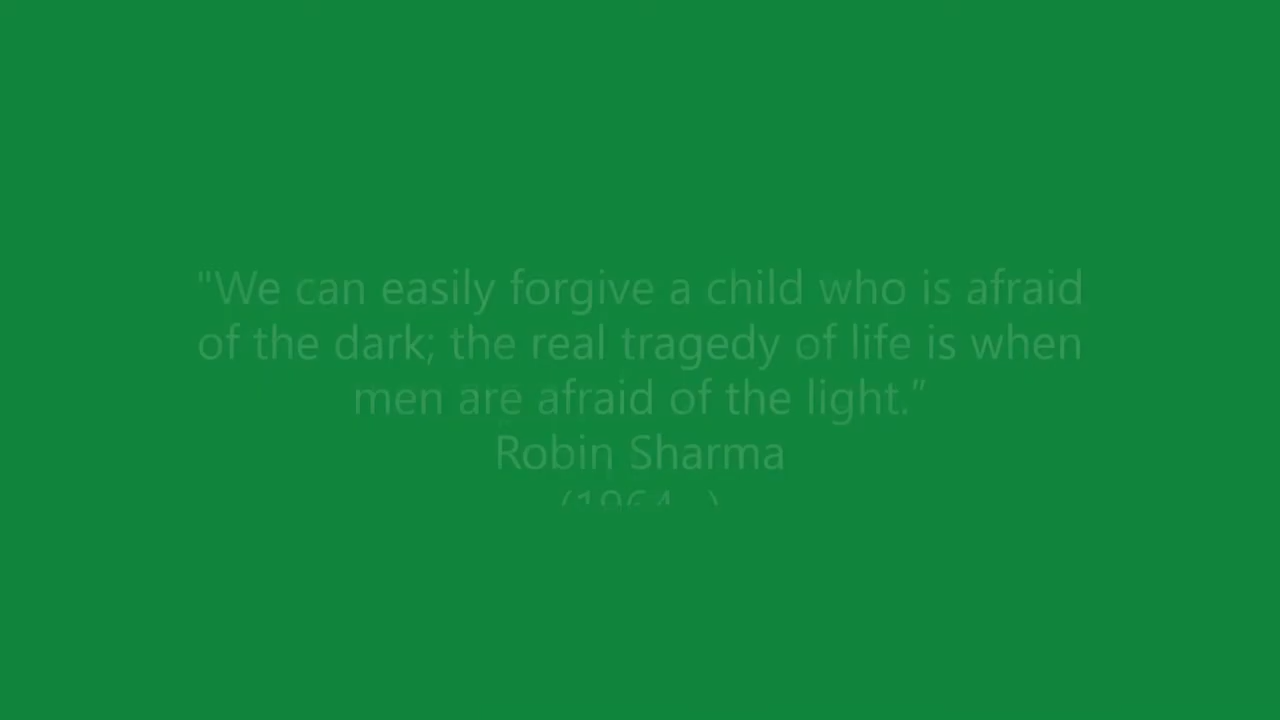 "We can easily forgive a child who is afraid
of the dark; the real tragedy of life is when
men are afraid of the light.”
Robin Sharma
(1964 )